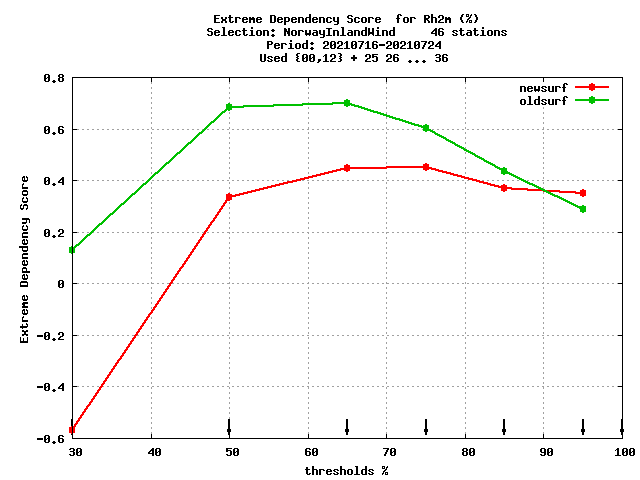 Extreme Dependency Score  for Rh2m (%)
Selection: NorwayInlandWind     46 stations
Period: 20210716-20210724
Used {00,12} + 25 26 ... 36
newsurf
oldsurf
0.8
0.6
0.4
0.2
0
-0.2
-0.4
-0.6
Extreme Dependency Score
30 40 50 60 70 80 90 100
thresholds %